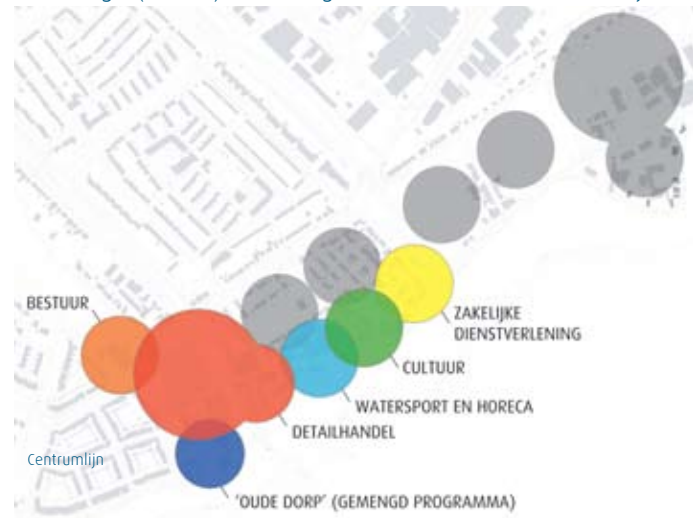 BESTUUR
ZAKELIJKE
DIENSTVERLENING
CULTUUR
WATERSPORT EN HORECA
DETAILHANDEL
Centrumlijn
'OUDE DORP' (GEMENGD PROGRAMMA)